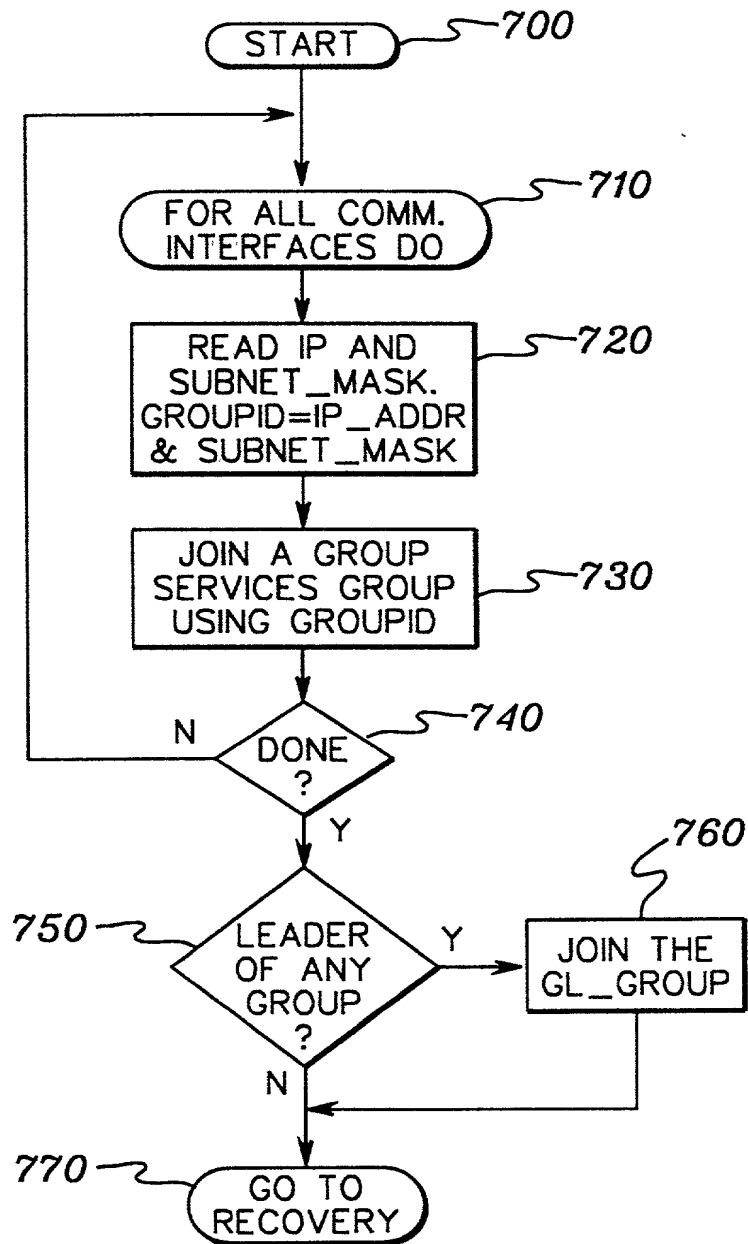 START
700
FOR ALL COMM.
INTERFACES DO
710
READ IP AND
SUBNET_MASK.
GROUPID=IP_ADDR
& SUBNET_MASK
720
JOIN A GROUP
SERVICES GROUP
USING GROUPID
730
N
DONE
?
740
Y
750
LEADER
OF ANY
GROUP
?
Y
760
JOIN THE
GL_GROUP
N
770
GO TO
RECOVERY